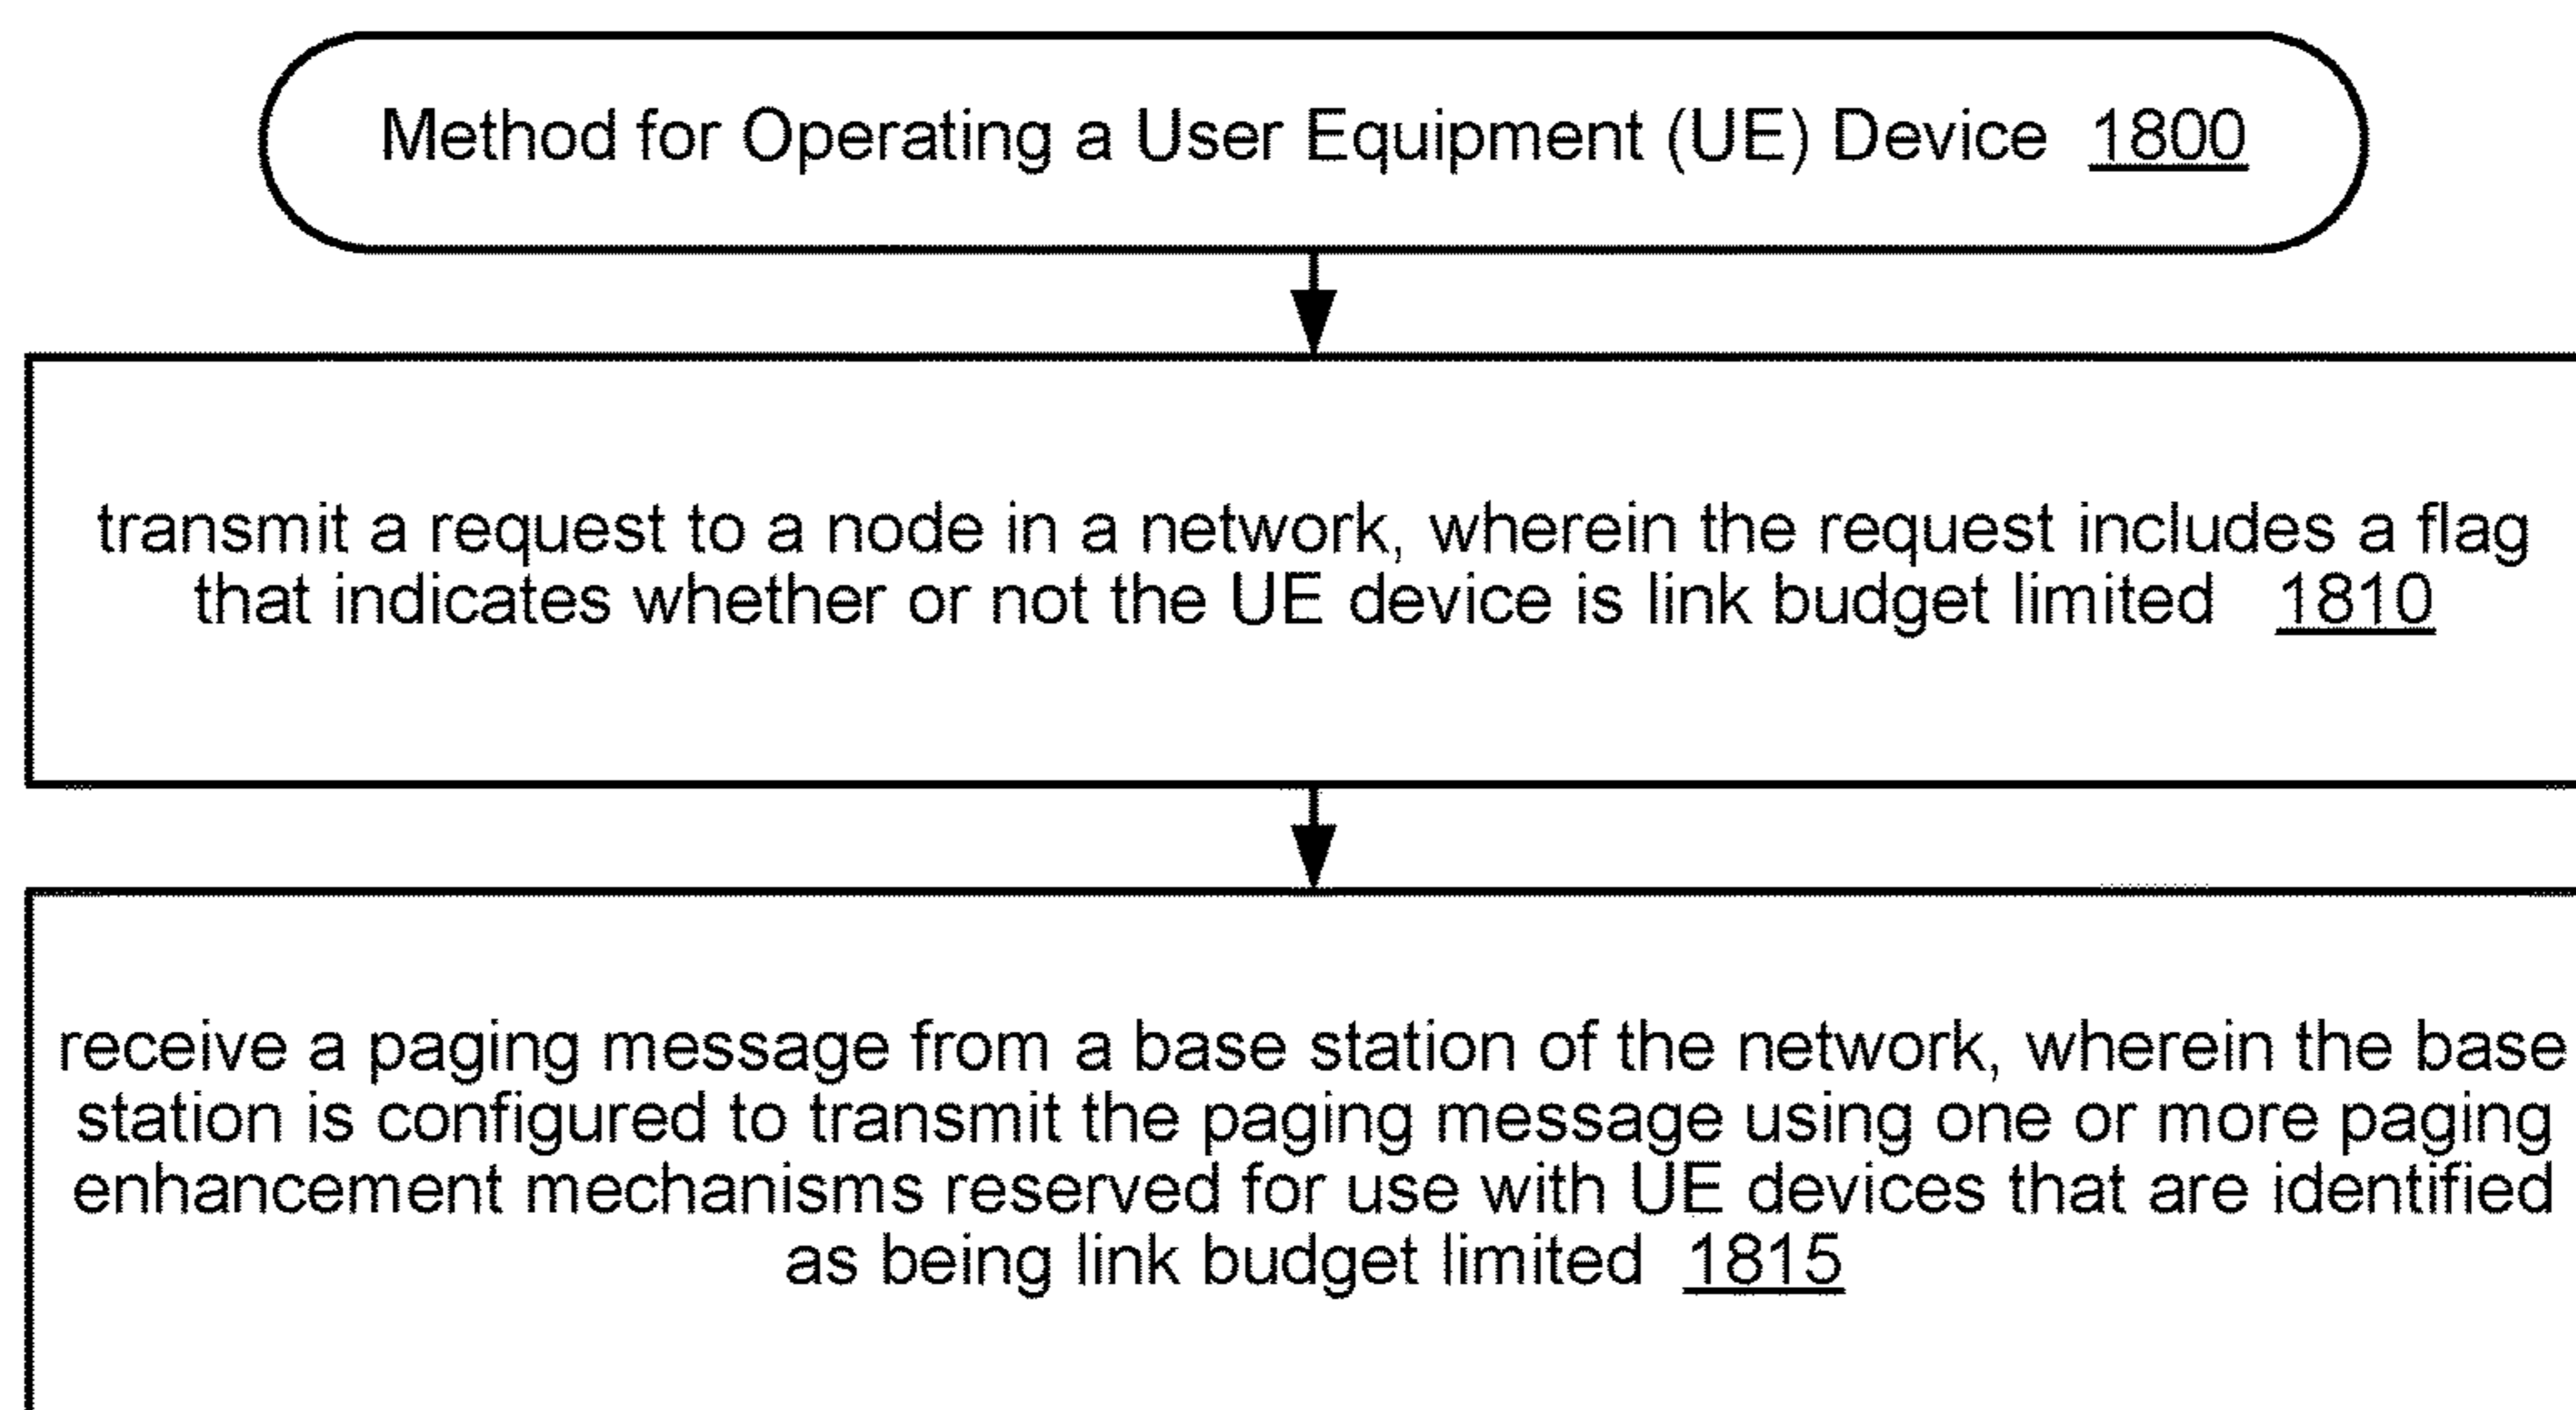 Method for Operating a User Equipment (UE) Device 1800
transmit a request to a node in a network, wherein the request includes a flag
that indicates whether or not the UE device is link budget limited 1810
receive a paging message from a base station of the network, wherein the base
station is configured to transmit the paging message using one or more paging
enhancement mechanisms reserved for use with UE devices that are identified
as being link budget limited 1815